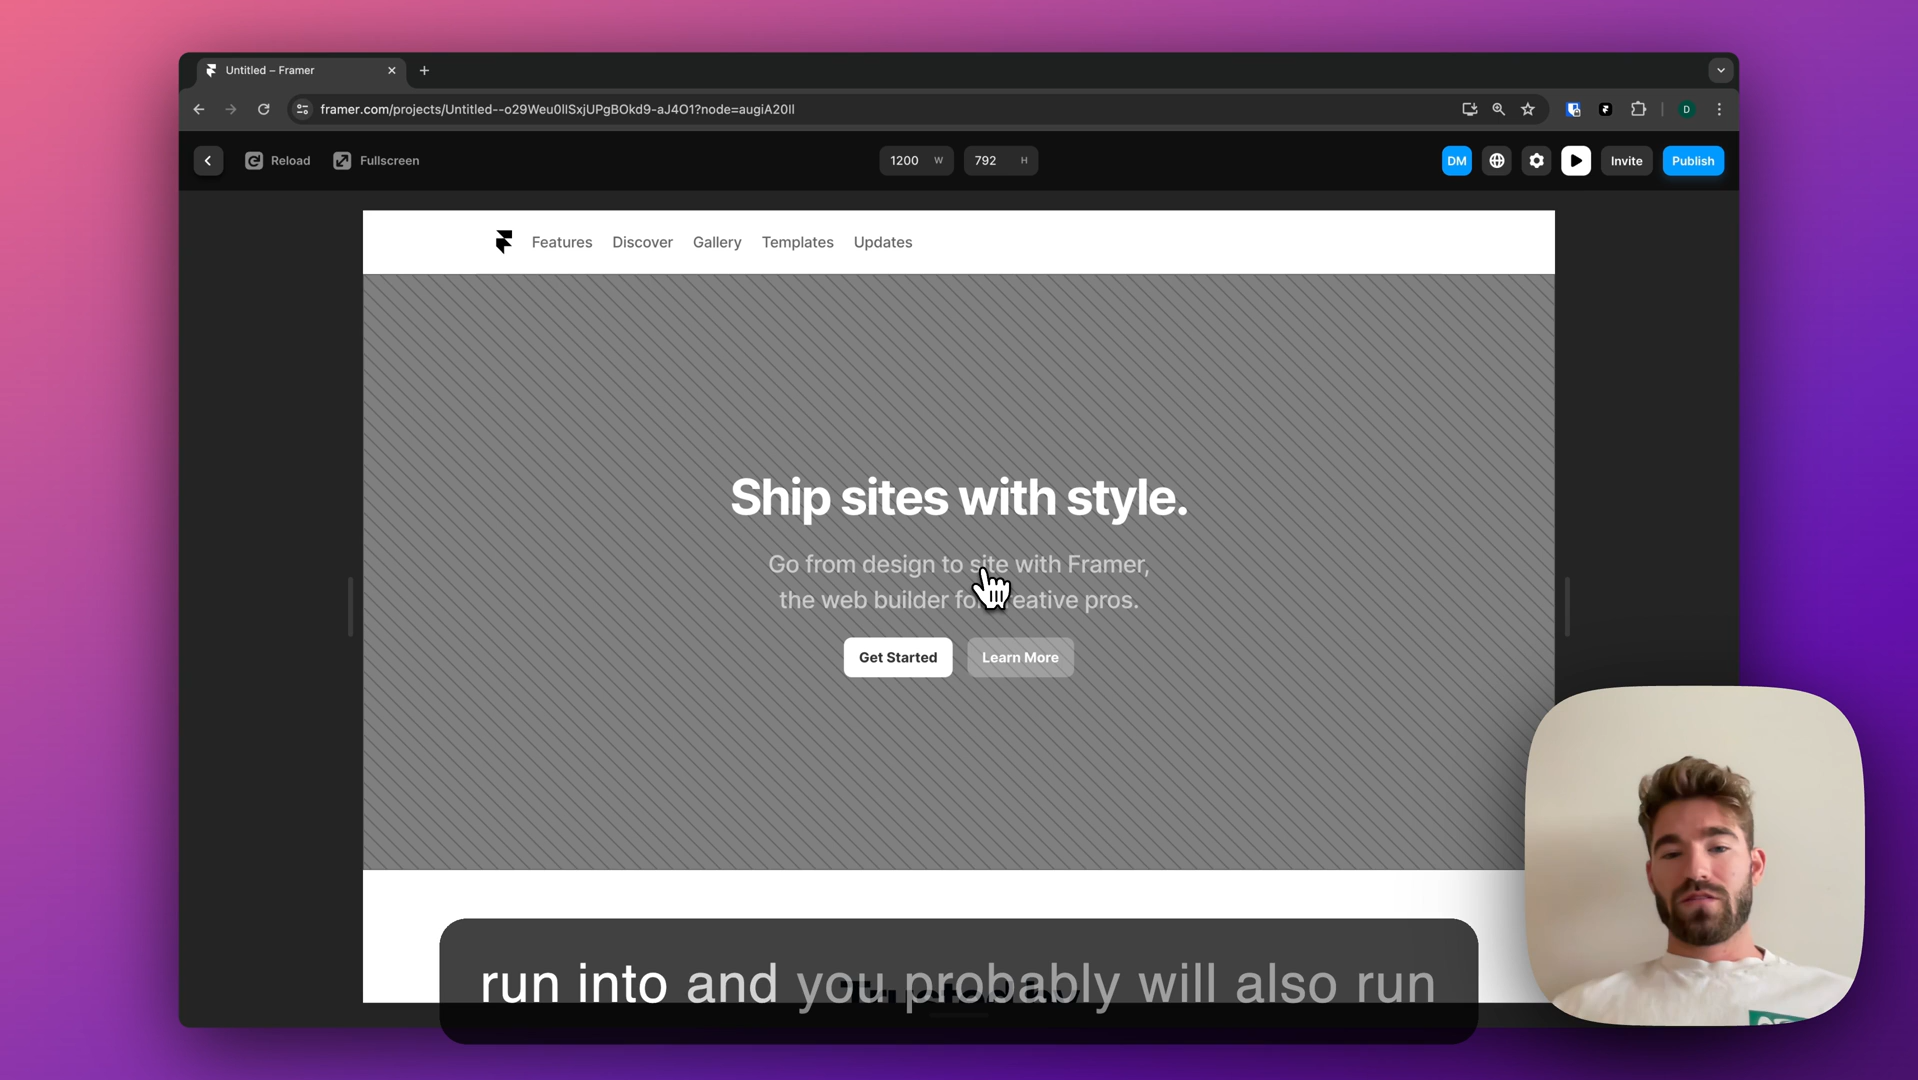 Untitled – Framer
framer.com/projects/Untitled--o29Weu0llSxjUPgBOkd9-aJ4O1?node=augiA20Il
D
Reload
Fullscreen
1200 W
792 H
DM
Invite
Publish
Features
Discover
Gallery
Templates
Updates
Ship sites with style.
Go from design to site with Framer,
the web builder for creative pros.
Get Started
Learn More
run into and you probably will also run